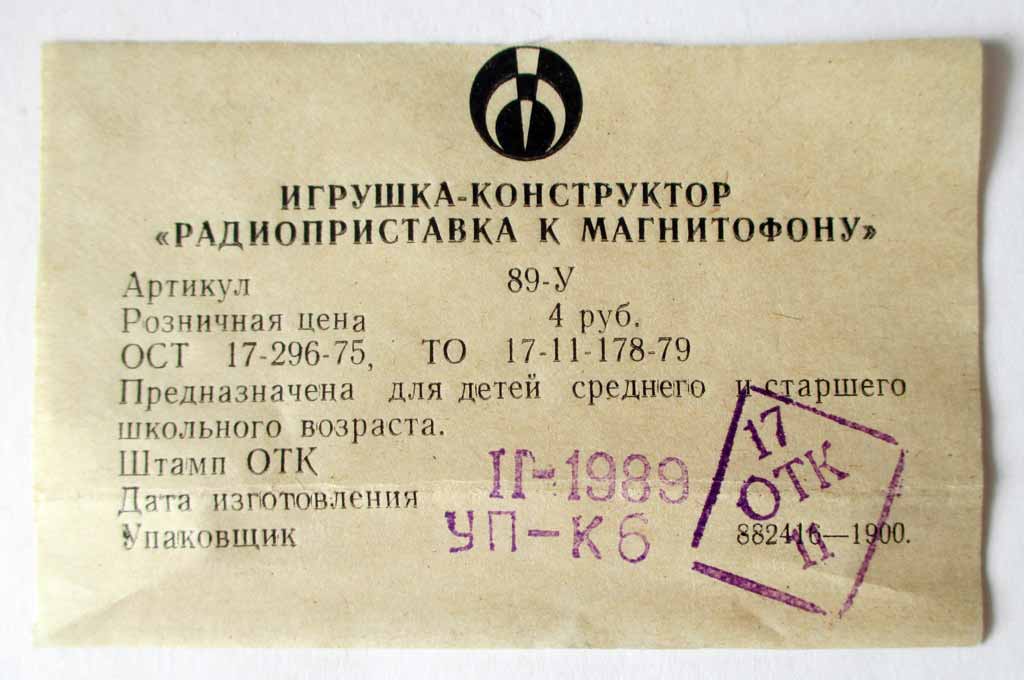 ИГРУШКА-КОНСТРУКТОР
«РАДИОПРИСТАВКА К МАГНИТОФОНУ»
Артикул 89-У
Розничная цена 4 руб.
ОСТ 17-296-75, ТО 17-11-178-79
Предназначена для детей среднего и старшего
школьного возраста.
Штамп ОТК
Дата изготовления II-1989
Упаковщик УП-К6
882416—1900.
17
ОТК
11